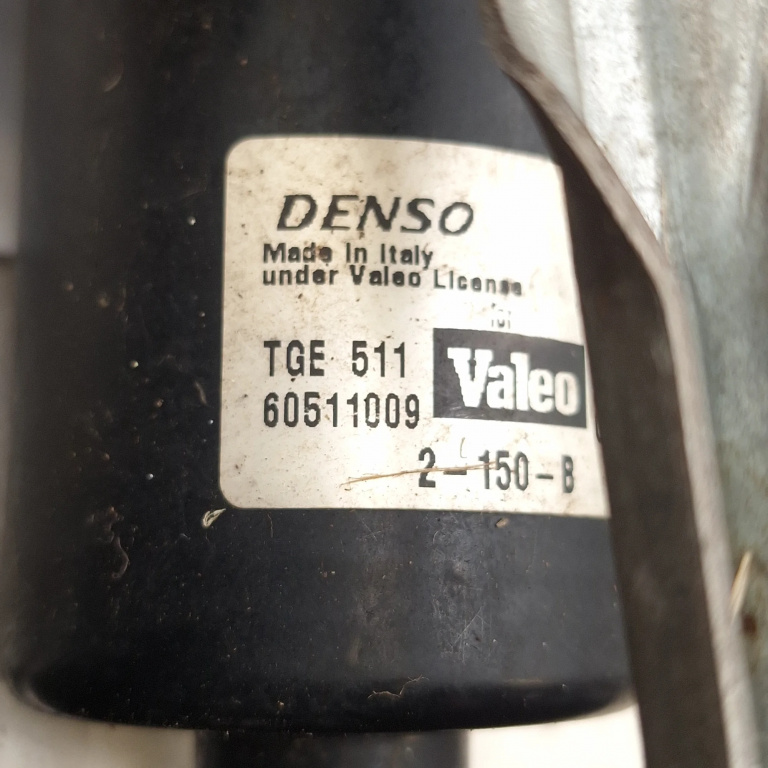 DENSO
Made in Italy
under Valeo License
for
TGE 511
Valeo
60511009
2-150-B